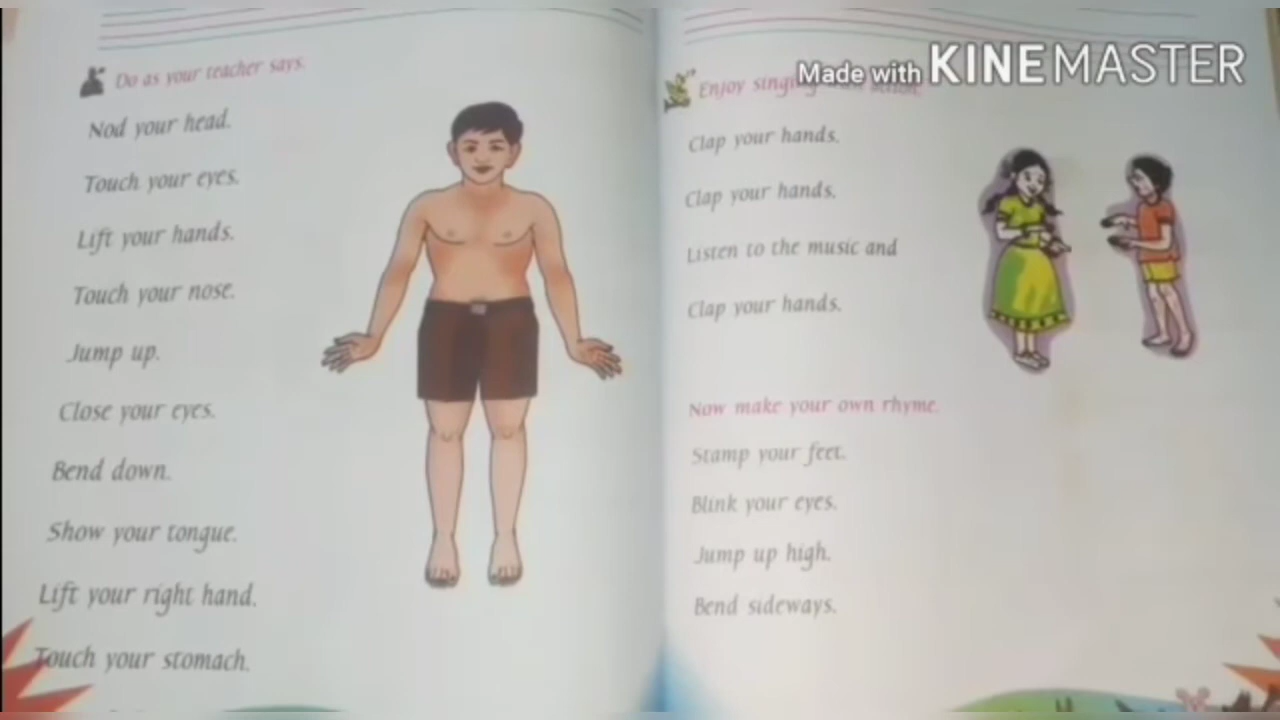 Do as your teacher says.
Nod your head.
Touch your eyes.
Lift your hands.
Touch your nose.
Jump up.
Close your eyes.
Bend down.
Show your tongue.
Lift your right hand.
Touch your stomach.
Made with KINEMASTER
Enjoy singing
Clap your hands.
Clap your hands.
Listen to the music and
Clap your hands.
Now make your own rhyme.
Stamp your feet.
Blink your eyes.
Jump up high.
Bend sideways.